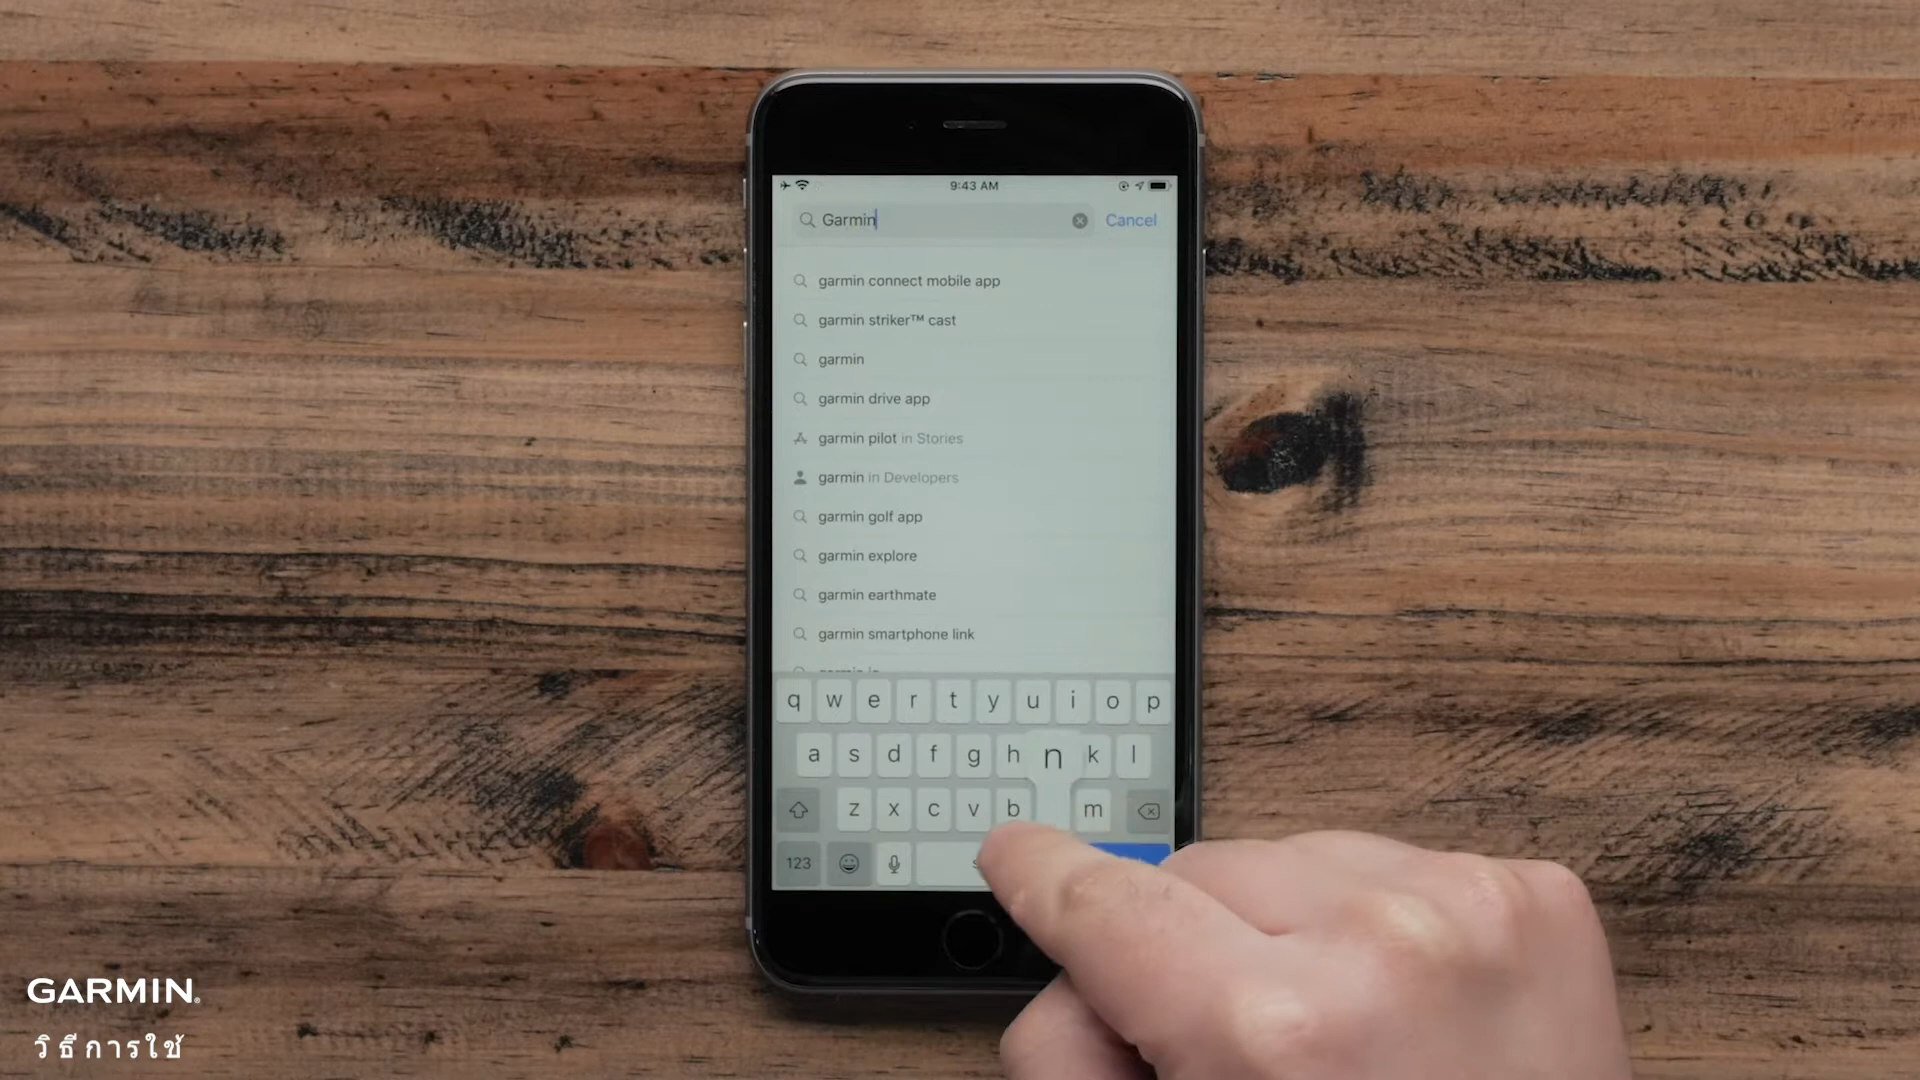 9:43 AM
Garmin
Cancel
garmin connect mobile app
garmin striker™ cast
garmin
garmin drive app
garmin pilot in Stories
garmin in Developers
garmin golf app
garmin explore
garmin earthmate
garmin smartphone link
q w e r t y u i o p
a s d f g h n k l
z x c v b m
123
GARMIN®
วิธีการใช้